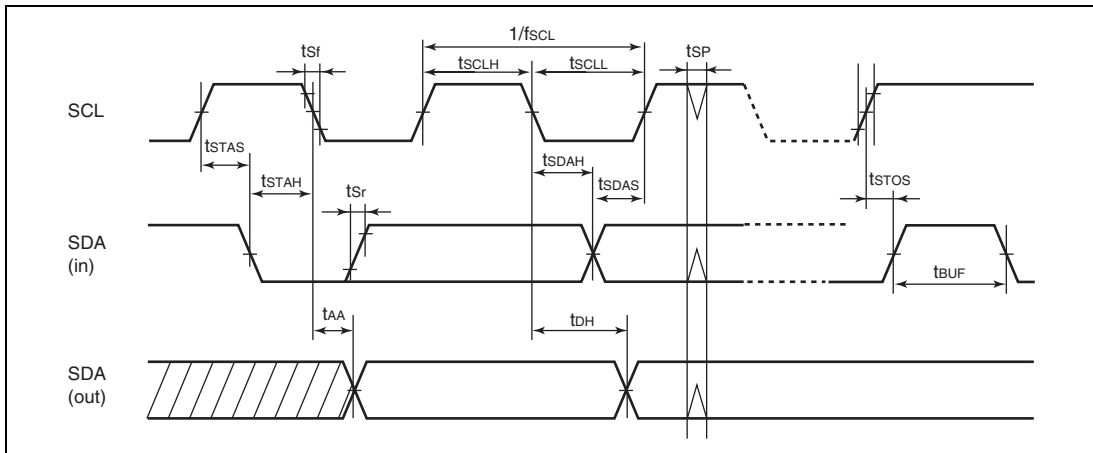 1/fSCL
tSf
tSCLH
tSCLL
tSP
SCL
tSTAS
tSTAH
tSr
tSDAH
tSDAS
tSTOS
SDA
(in)
tBUF
tAA
tDH
SDA
(out)